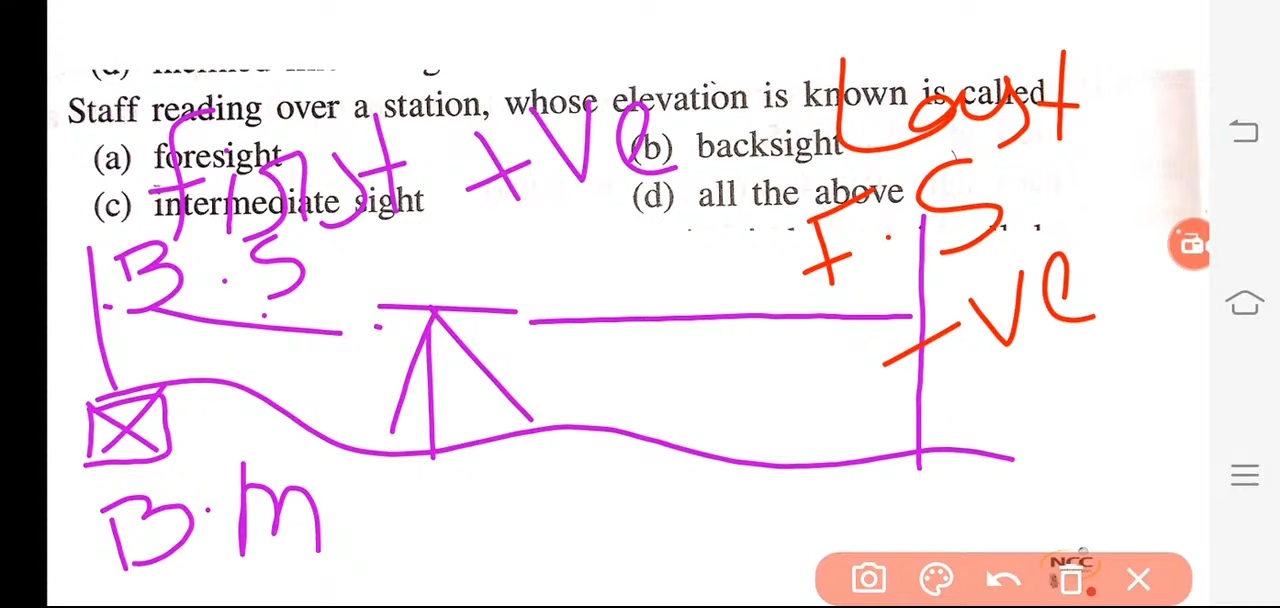 Staff reading over a station, whose elevation is known is called
(a) foresight (b) backsight
(c) intermediate sight (d) all the above
Last
first +ve
F.S
B.S
-ve
B.M
NCC